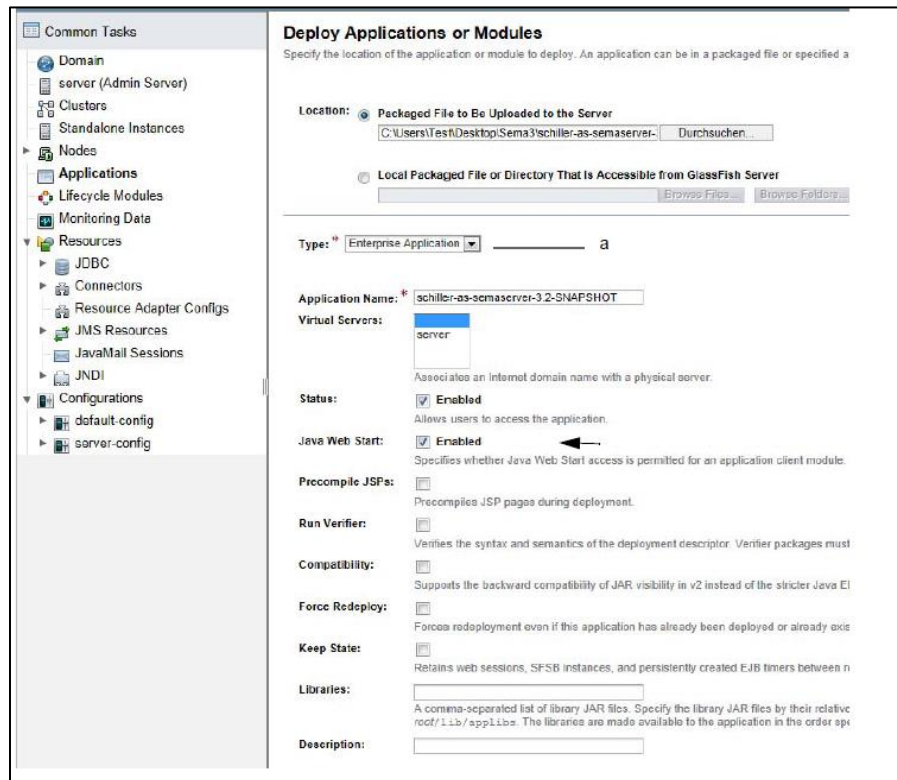 Common Tasks
Domain
server (Admin Server)
Clusters
Standalone Instances
Nodes
Applications
Lifecycle Modules
Monitoring Data
Resources
JDBC
Connectors
Resource Adapter Configs
JMS Resources
JavaMail Sessions
JNDI
Configurations
default-config
server-config
Deploy Applications or Modules
Specify the location of the application or module to deploy. An application can be in a packaged file or specified a
Location: Packaged File to Be Uploaded to the Server
C:\Users\Test\Desktop\Sema3\schiller-as-semaserver- Durchsuchen...
Local Packaged File or Directory That Is Accessible from GlassFish Server
Browse Files... Browse Folders...
Type: * Enterprise Application a
Application Name: * schiller-as-semaserver-3.2-SNAPSHOT
Virtual Servers:
server
Associates an Internet domain name with a physical server.
Status: Enabled
Allows users to access the application.
Java Web Start: Enabled
Specifies whether Java Web Start access is permitted for an application client module.
Precompile JSPs:
Precompiles JSP pages during deployment.
Run Verifier:
Verifies the syntax and semantics of the deployment descriptor. Verifier packages must
Compatibility:
Supports the backward compatibility of JAR visibility in v2 instead of the stricter Java EE
Force Redeploy:
Forces redeployment even if this application has already been deployed or already exis
Keep State:
Retains web sessions, SFSB instances, and persistently created EJB timers between r
Libraries:
A comma-separated list of library JAR files. Specify the library JAR files by their relative
root/lib/applibs. The libraries are made available to the application in the order spe
Description: